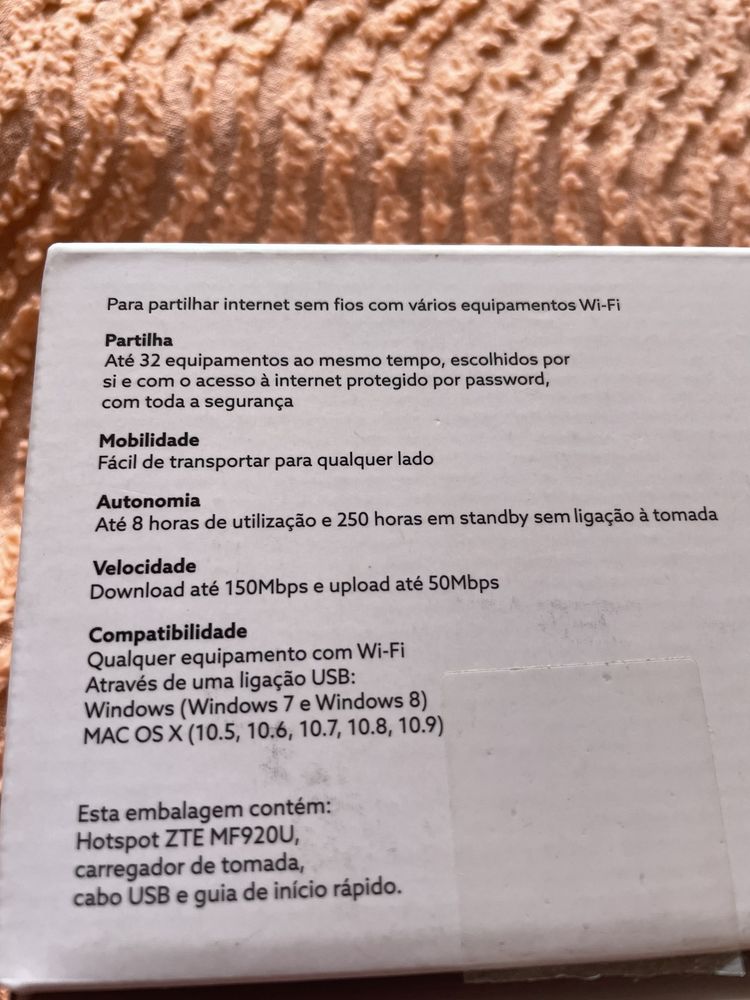 Para partilhar internet sem fios com vários equipamentos Wi-Fi
Partilha
Até 32 equipamentos ao mesmo tempo, escolhidos por
si e com o acesso à internet protegido por password,
com toda a segurança
Mobilidade
Fácil de transportar para qualquer lado
Autonomia
Até 8 horas de utilização e 250 horas em standby sem ligação à tomada
Velocidade
Download até 150Mbps e upload até 50Mbps
Compatibilidade
Qualquer equipamento com Wi-Fi
Através de uma ligação USB:
Windows (Windows 7 e Windows 8)
MAC OS X (10.5, 10.6, 10.7, 10.8, 10.9)
Esta embalagem contém:
Hotspot ZTE MF920U,
carregador de tomada,
cabo USB e guia de início rápido.